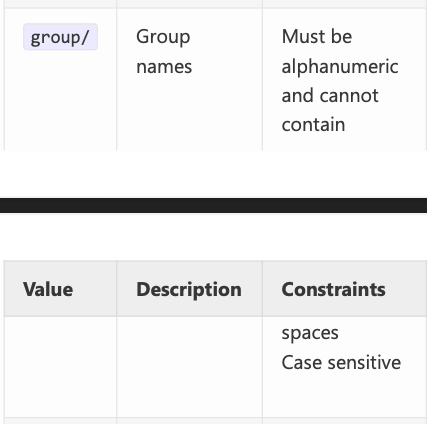 group/ Group Must be
names alphanumeric
and cannot
contain
Value Description Constraints
spaces
Case sensitive